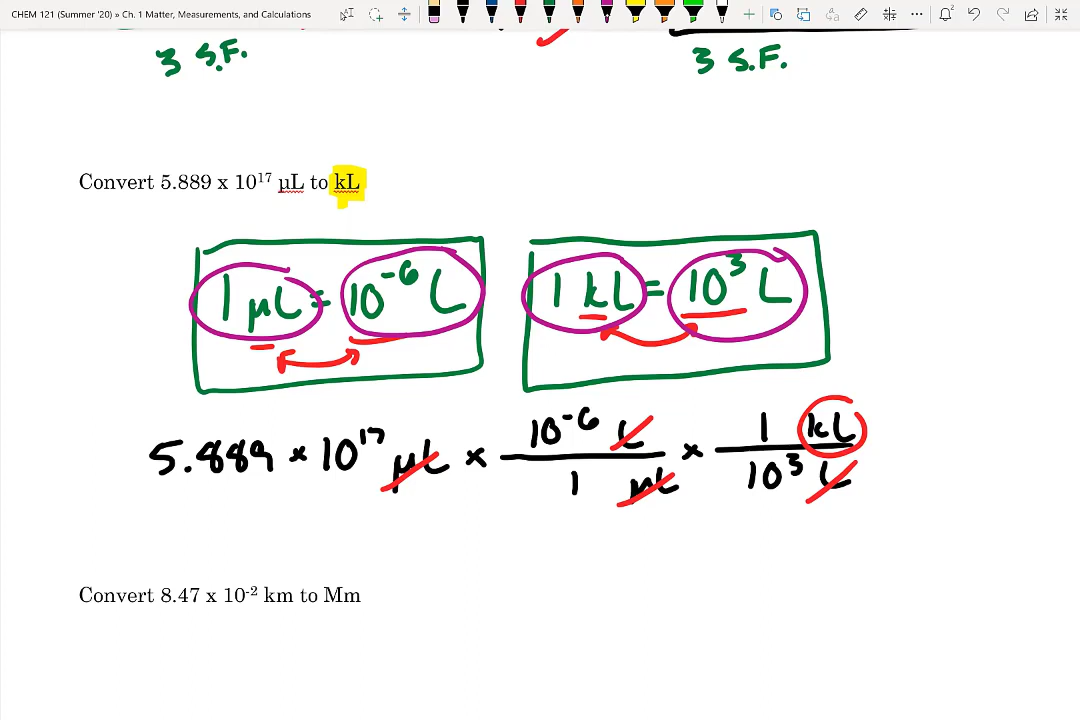 CHEM 121 (Summer '20) » Ch. 1 Matter, Measurements, and Calculations
3 S.F.
3 S.F.
Convert 5.889 x 10¹⁷ μL to kL
1 μL = 10⁻⁶ L
1 kL = 10³ L
5.889 × 10¹⁷ μL × 10⁻⁶ L / 1 μL × 1 kL / 10³ L
Convert 8.47 x 10⁻² km to Mm